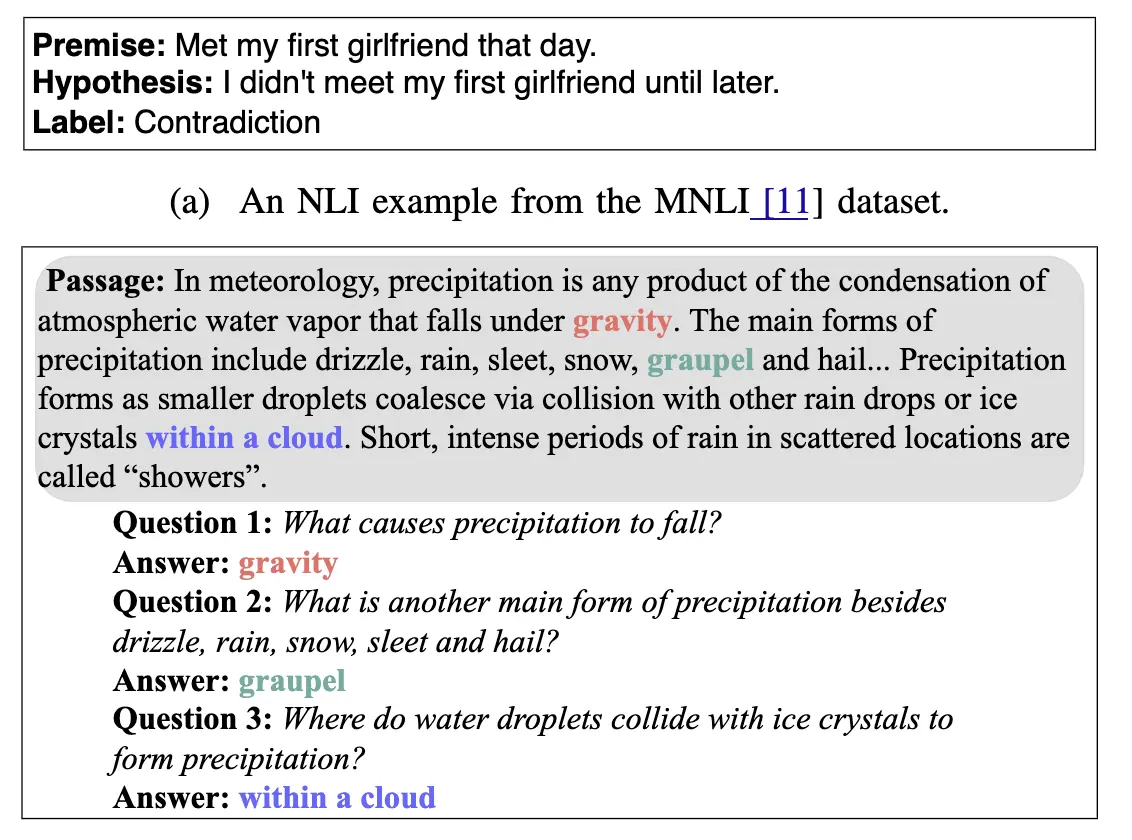 Premise: Met my first girlfriend that day.
Hypothesis: I didn't meet my first girlfriend until later.
Label: Contradiction
(a) An NLI example from the MNLI [11] dataset.
Passage: In meteorology, precipitation is any product of the condensation of
atmospheric water vapor that falls under gravity. The main forms of
precipitation include drizzle, rain, sleet, snow, graupel and hail... Precipitation
forms as smaller droplets coalesce via collision with other rain drops or ice
crystals within a cloud. Short, intense periods of rain in scattered locations are
called “showers”.
Question 1: What causes precipitation to fall?
Answer: gravity
Question 2: What is another main form of precipitation besides
drizzle, rain, snow, sleet and hail?
Answer: graupel
Question 3: Where do water droplets collide with ice crystals to
form precipitation?
Answer: within a cloud